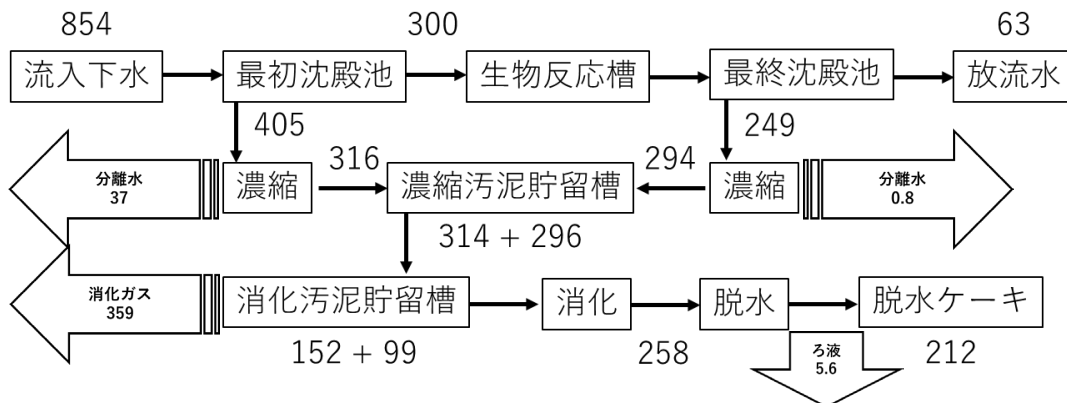 854
300
63
流入下水
最初沈殿池
生物反応槽
最終沈殿池
放流水
405
249
分離水
37
濃縮
316
濃縮汚泥貯留槽
294
濃縮
分離水
0.8
314 + 296
消化ガス
359
消化汚泥貯留槽
消化
脱水
脱水ケーキ
152 + 99
258
ろ液
5.6
212